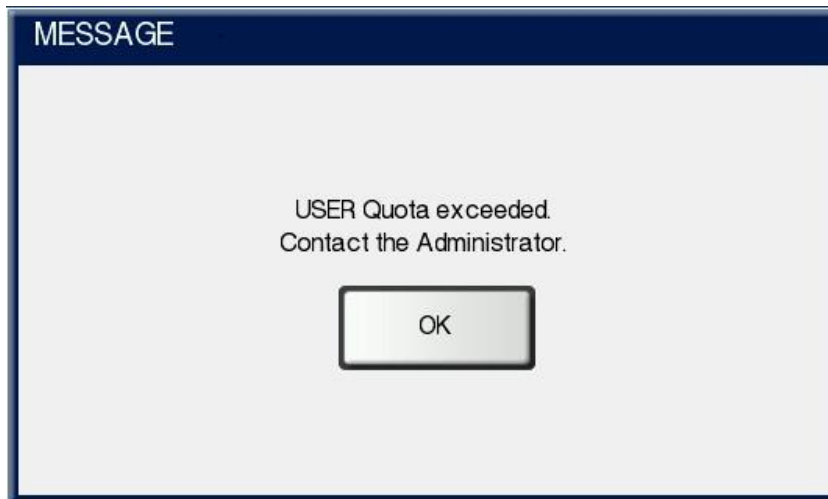 MESSAGE
USER Quota exceeded.
Contact the Administrator.
OK